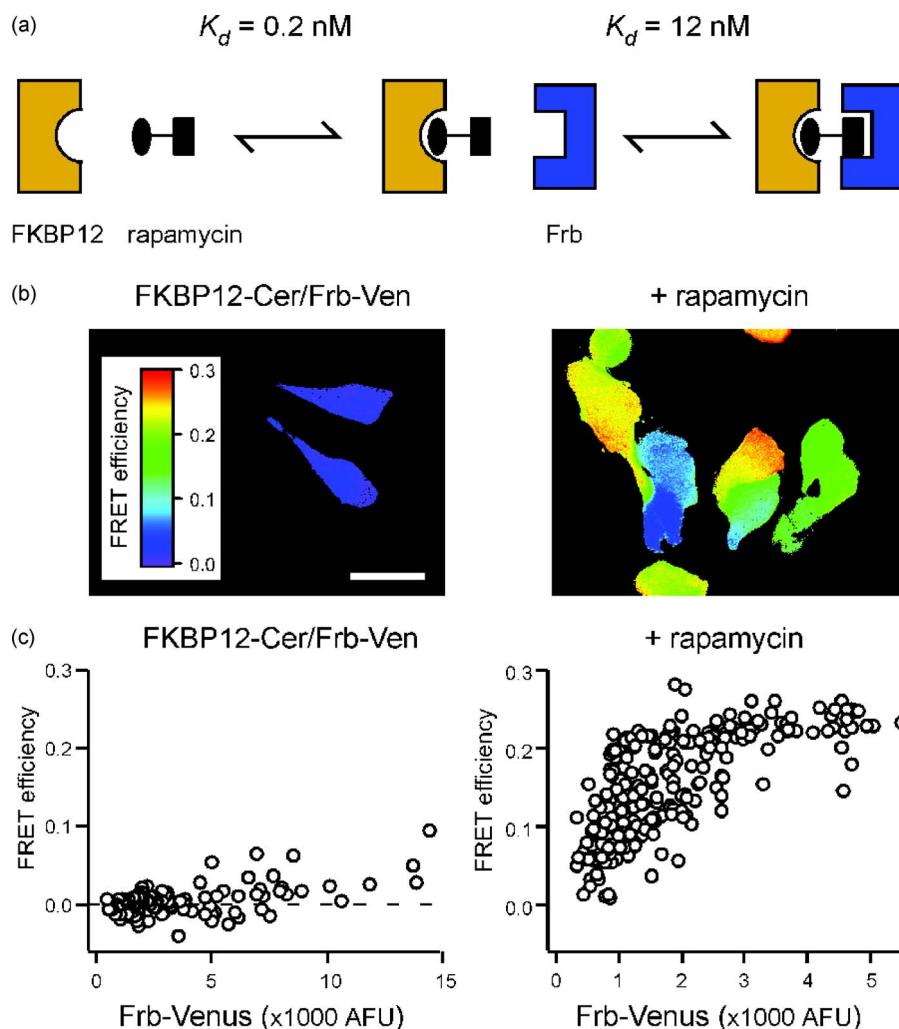 (a)
K_d = 0.2 nM K_d = 12 nM
FKBP12 rapamycin Frb
(b)
FKBP12-Cer/Frb-Ven + rapamycin
FRET efficiency
0.3
0.2
0.1
0.0
(c)
FKBP12-Cer/Frb-Ven + rapamycin
FRET efficiency
0.3
0.2
0.1
0.0
0 5 10 15
Frb-Venus (x1000 AFU)
FRET efficiency
0.3
0.2
0.1
0.0
0 1 2 3 4 5
Frb-Venus (x1000 AFU)